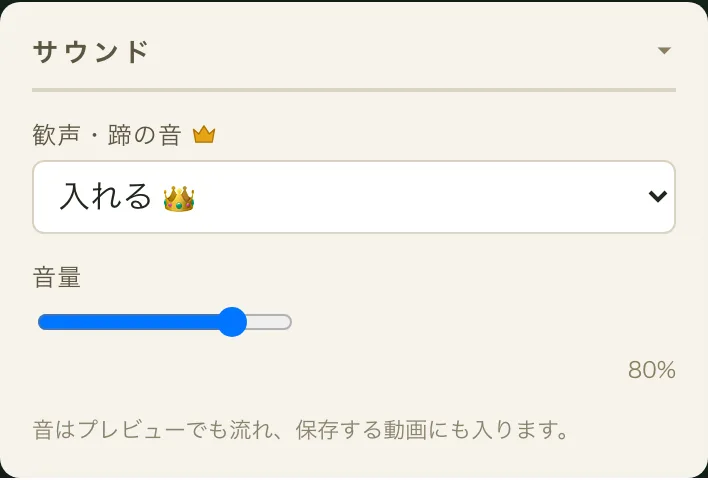 サウンド
歓声・蹄の音
入れる 👑
音量
80%
音はプレビューでも流れ、保存する動画にも入ります。